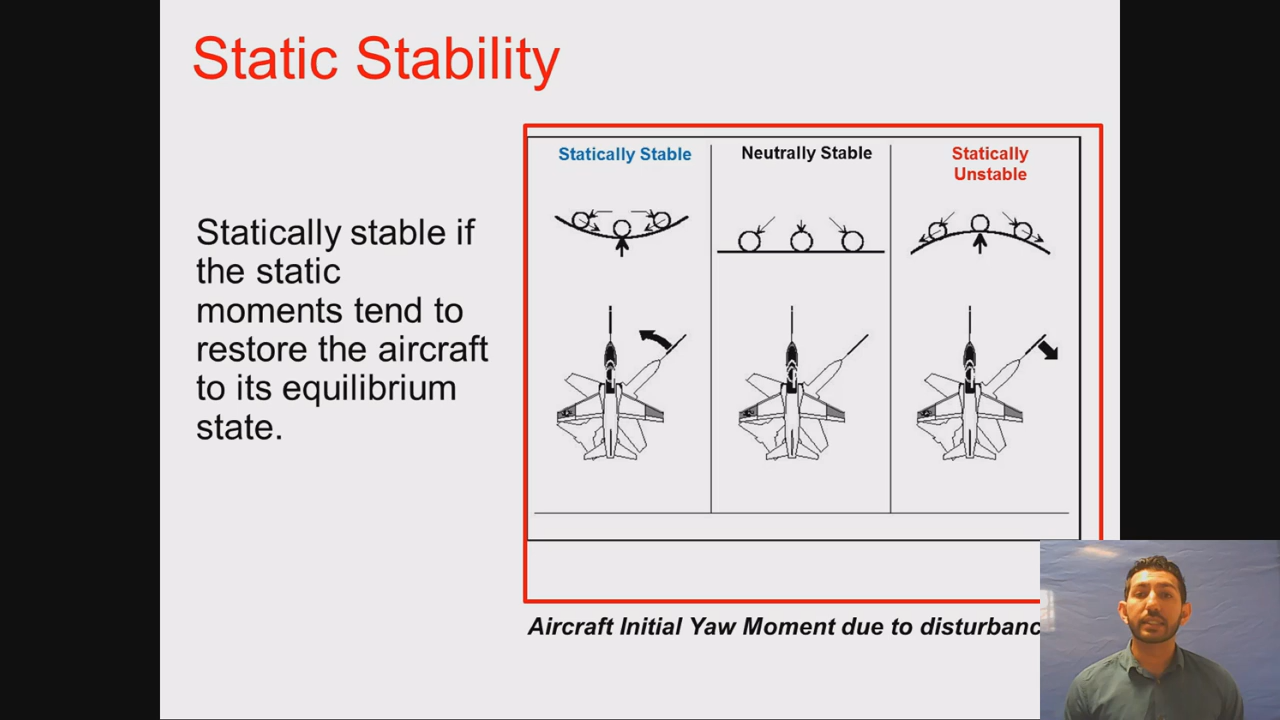 Static Stability
Statically stable if
the static
moments tend to
restore the aircraft
to its equilibrium
state.
Statically Stable
Neutrally Stable
Statically
Unstable
Aircraft Initial Yaw Moment due to